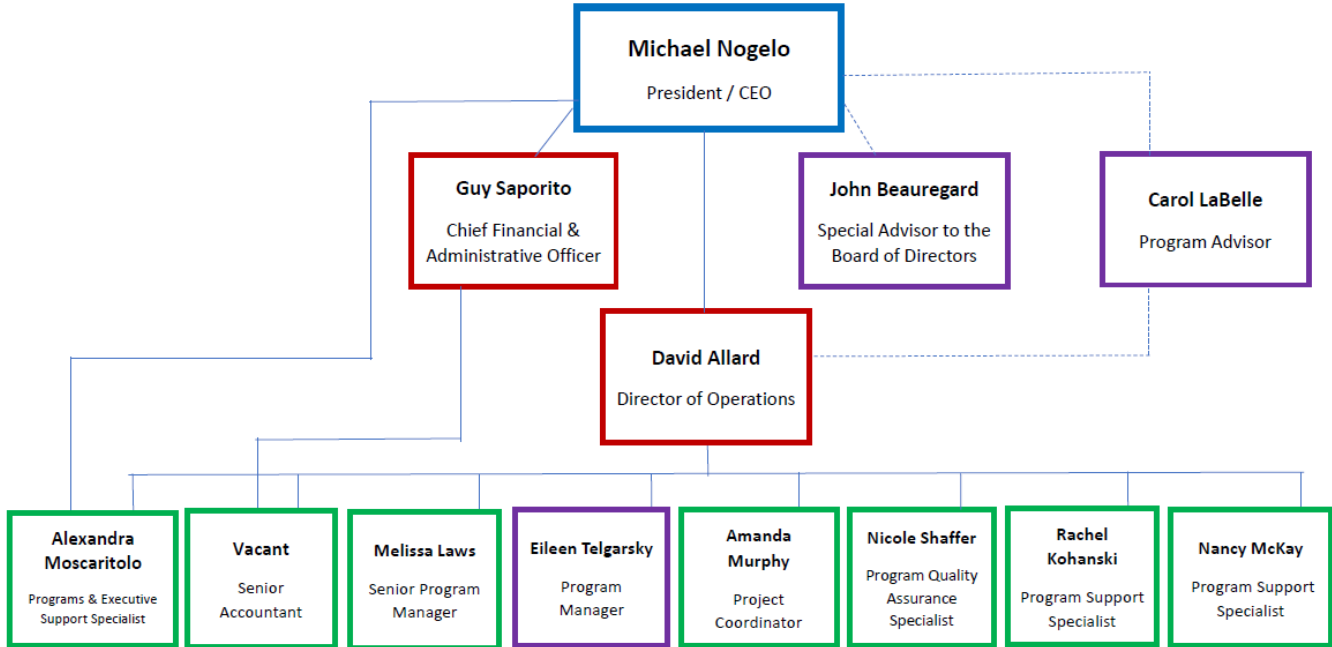 Michael Nogelo
President / CEO
Guy Saporito
Chief Financial &
Administrative Officer
John Beauregard
Special Advisor to the
Board of Directors
Carol LaBelle
Program Advisor
David Allard
Director of Operations
Alexandra
Moscaritolo
Programs & Executive
Support Specialist
Vacant
Senior
Accountant
Melissa Laws
Senior Program
Manager
Eileen Telgarsky
Program
Manager
Amanda
Murphy
Project
Coordinator
Nicole Shaffer
Program Quality
Assurance
Specialist
Rachel
Kohanski
Program Support
Specialist
Nancy McKay
Program Support
Specialist